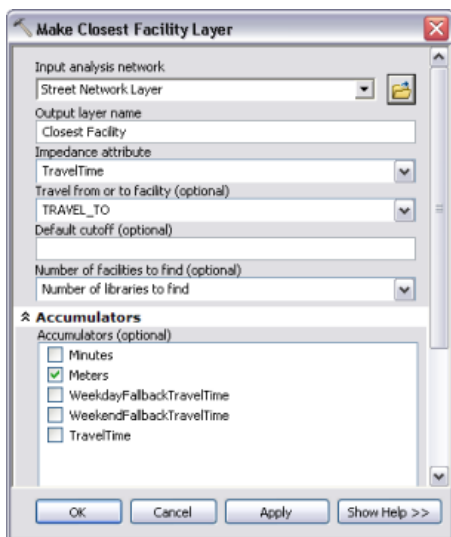 Make Closest Facility Layer
Input analysis network
Street Network Layer
Output layer name
Closest Facility
Impedance attribute
TravelTime
Travel from or to facility (optional)
TRAVEL_TO
Default cutoff (optional)
Number of facilities to find (optional)
Number of libraries to find
Accumulators
Accumulators (optional)
Minutes
Meters
WeekdayFallbackTravelTime
WeekendFallbackTravelTime
TravelTime
OK Cancel Apply Show Help >>